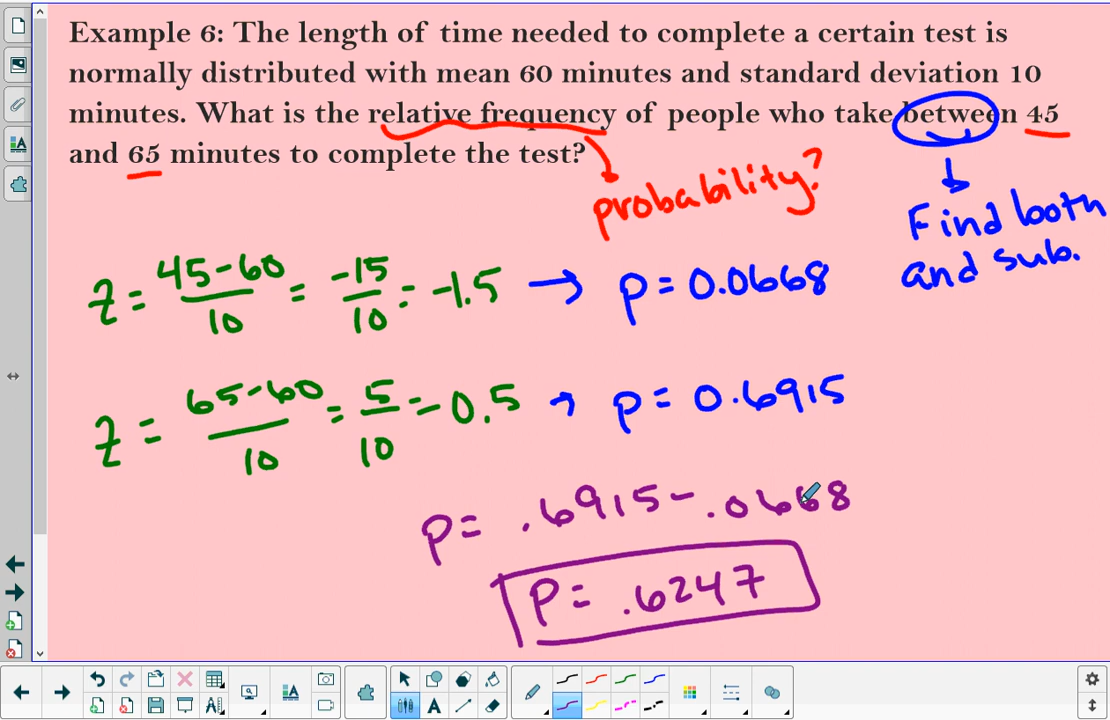 Example 6: The length of time needed to complete a certain test is
normally distributed with mean 60 minutes and standard deviation 10
minutes. What is the relative frequency of people who take between 45
and 65 minutes to complete the test?
probability?
Find both
and sub.
Z = 45-60 / 10 = -15 / 10 = -1.5 → p = 0.0668
Z = 65-60 / 10 = 5 / 10 = 0.5 → p = 0.6915
p = .6915 - .0668
P = .6247